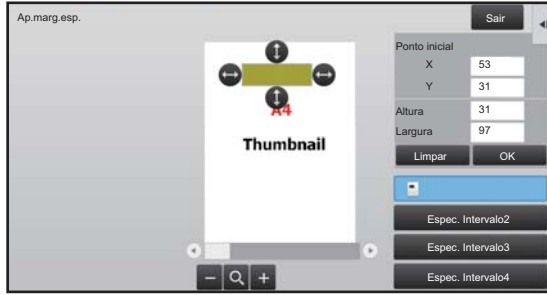 Ap.marg.esp.
Sair
Ponto inicial
X 53
Y 31
Altura 31
Largura 97
Limpar OK
A4
Thumbnail
Espec. Intervalo2
Espec. Intervalo3
Espec. Intervalo4